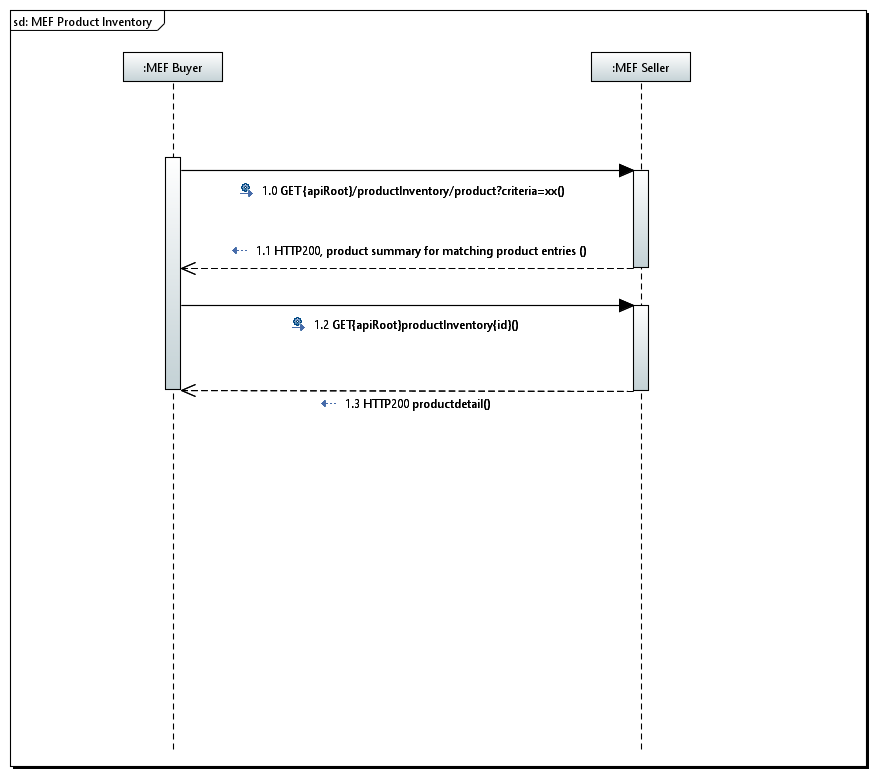 sd: MEF Product Inventory
:MEF Buyer
:MEF Seller
1.0 GET{apiRoot}/productInventory/product?criteria=xx()
1.1 HTTP200, product summary for matching product entries ()
1.2 GET{apiRoot}productInventory{id}()
1.3 HTTP200 productdetail()